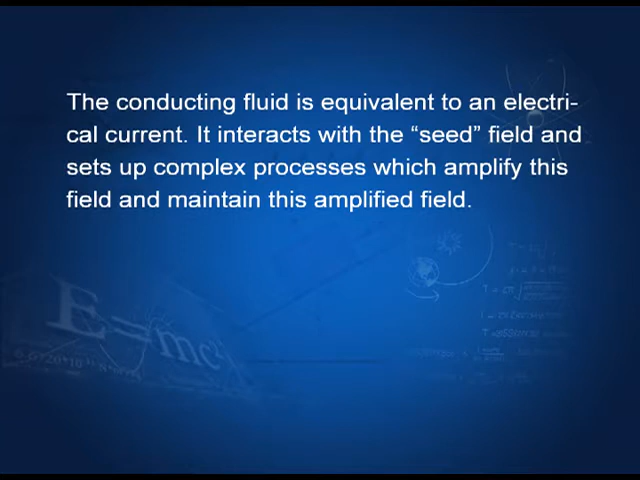 The conducting fluid is equivalent to an electri-
cal current. It interacts with the “seed” field and
sets up complex processes which amplify this
field and maintain this amplified field.
E=mc²